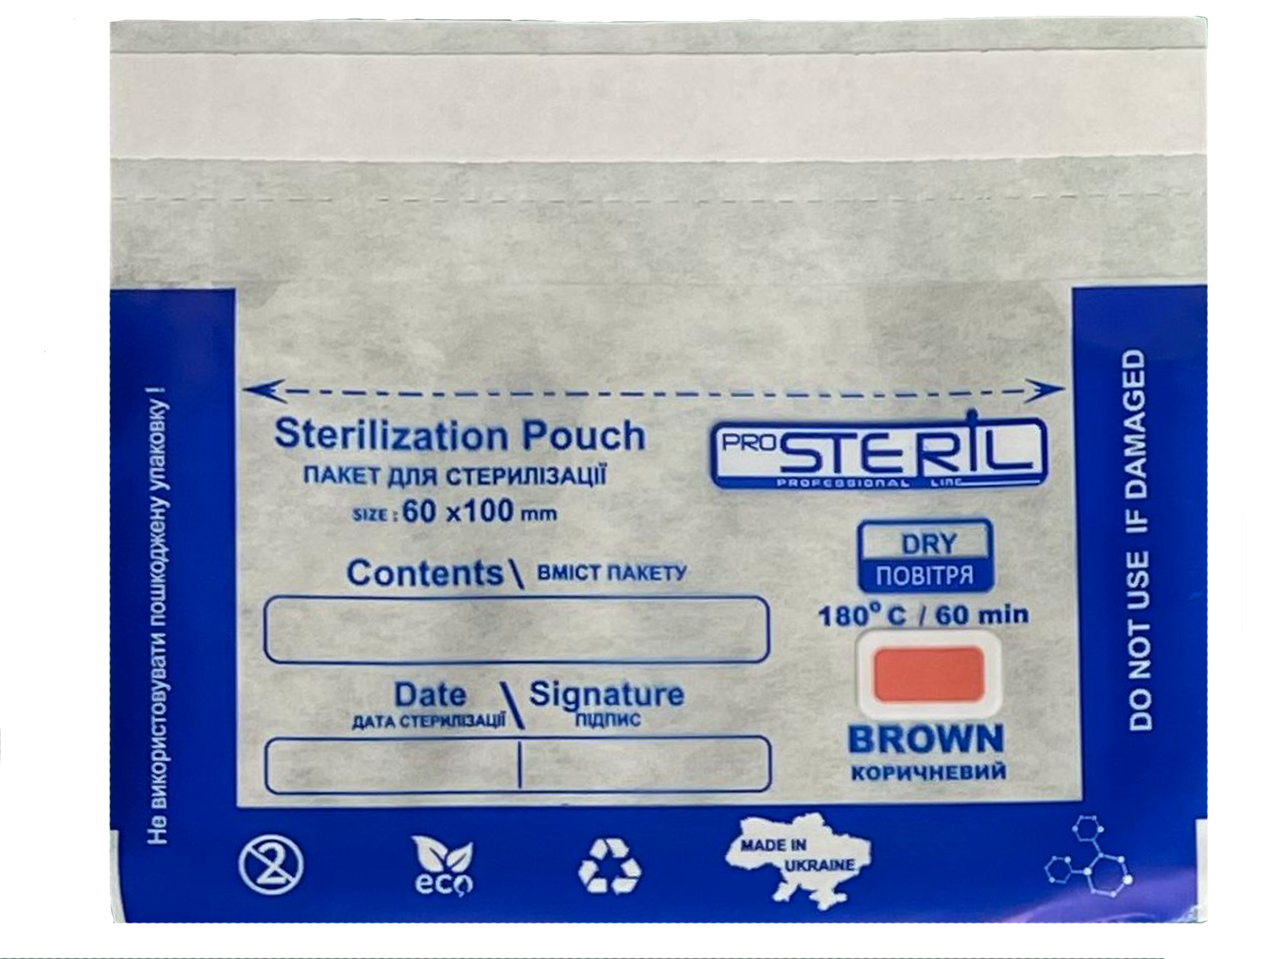 Sterilization Pouch
ПАКЕТ ДЛЯ СТЕРИЛІЗАЦІЇ
SIZE : 60 x100 mm
PRO STERIL
PROFESSIONAL LINE
Contents \ ВМІСТ ПАКЕТУ
DRY
ПОВІТРЯ
180° C / 60 min
Date \ Signature
ДАТА СТЕРИЛІЗАЦІЇ ПІДПИС
BROWN
КОРИЧНЕВИЙ
Не використовувати пошкоджену упаковку !
DO NOT USE IF DAMAGED
2
eco
MADE IN
UKRAINE